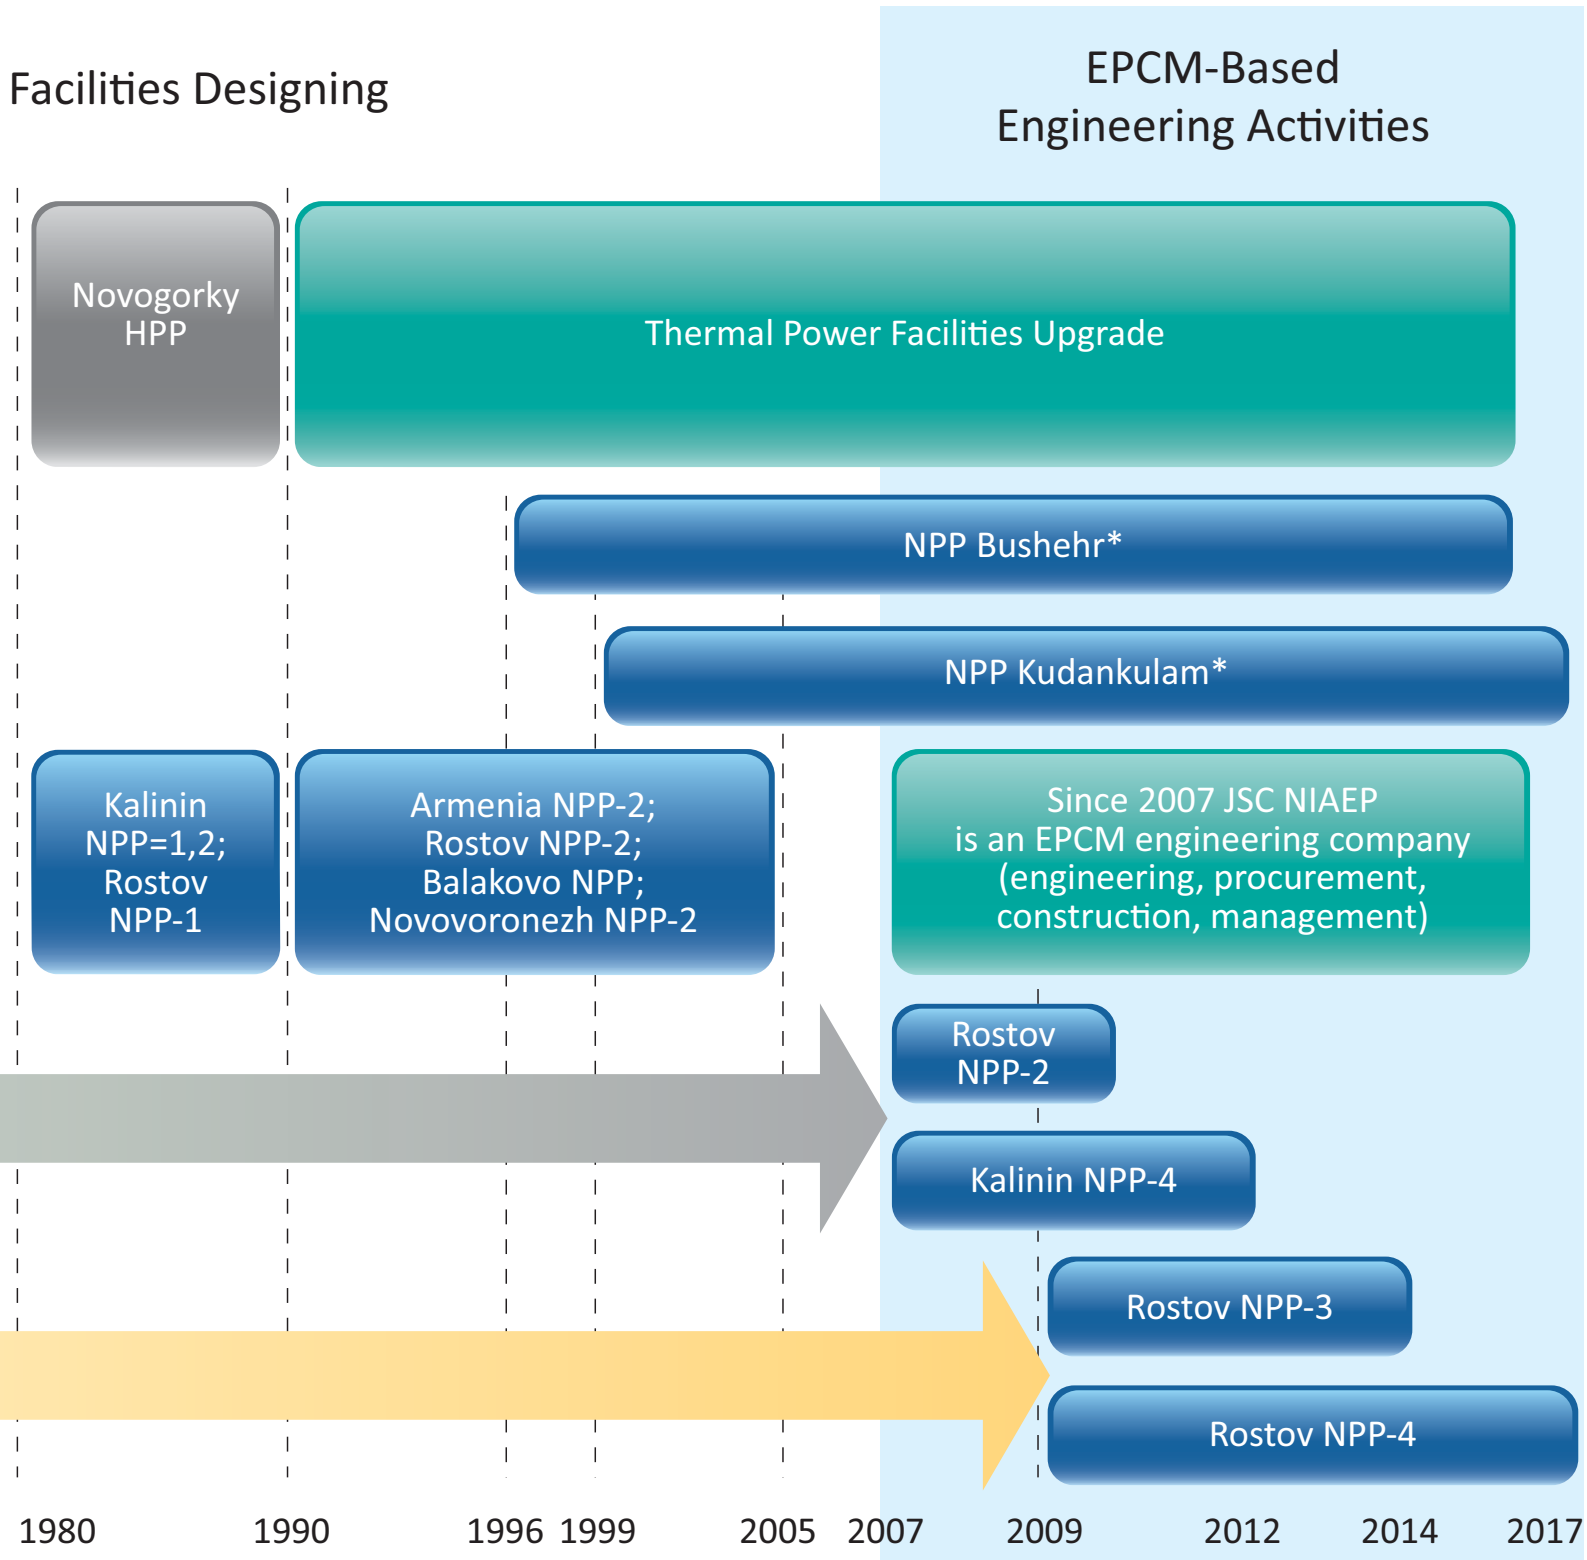 Facilities Designing
EPCM-Based
Engineering Activities
Novogorky
HPP
Thermal Power Facilities Upgrade
NPP Bushehr*
NPP Kudankulam*
Kalinin
NPP=1,2;
Rostov
NPP-1
Armenia NPP-2;
Rostov NPP-2;
Balakovo NPP;
Novovoronezh NPP-2
Since 2007 JSC NIAEP
is an EPCM engineering company
(engineering, procurement,
construction, management)
Rostov
NPP-2
Kalinin NPP-4
Rostov NPP-3
Rostov NPP-4
1980 1990 1996 1999 2005 2007 2009 2012 2014 2017